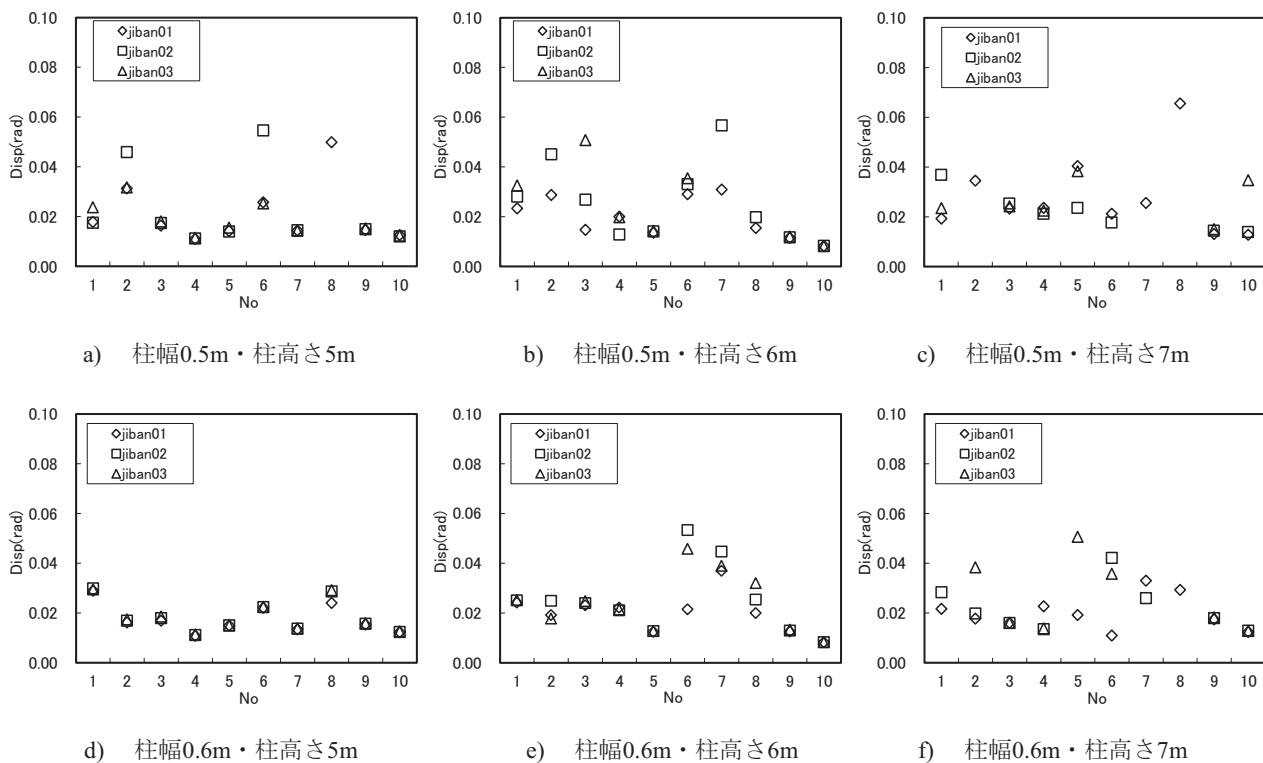 0.10
0.08
0.06
0.04
0.02
0.00
Disp(rad)
◇jiban01
□jiban02
△jiban03
1 2 3 4 5 6 7 8 9 10
No
a) 柱幅0.5m・柱高さ5m
0.10
0.08
0.06
0.04
0.02
0.00
Disp(rad)
◇jiban01
□jiban02
△jiban03
1 2 3 4 5 6 7 8 9 10
No
b) 柱幅0.5m・柱高さ6m
0.10
0.08
0.06
0.04
0.02
0.00
Disp(rad)
◇jiban01
□jiban02
△jiban03
1 2 3 4 5 6 7 8 9 10
No
c) 柱幅0.5m・柱高さ7m
0.10
0.08
0.06
0.04
0.02
0.00
Disp(rad)
◇jiban01
□jiban02
△jiban03
1 2 3 4 5 6 7 8 9 10
No
d) 柱幅0.6m・柱高さ5m
0.10
0.08
0.06
0.04
0.02
0.00
Disp(rad)
◇jiban01
□jiban02
△jiban03
1 2 3 4 5 6 7 8 9 10
No
e) 柱幅0.6m・柱高さ6m
0.10
0.08
0.06
0.04
0.02
0.00
Disp(rad)
◇jiban01
□jiban02
△jiban03
1 2 3 4 5 6 7 8 9 10
No
f) 柱幅0.6m・柱高さ7m